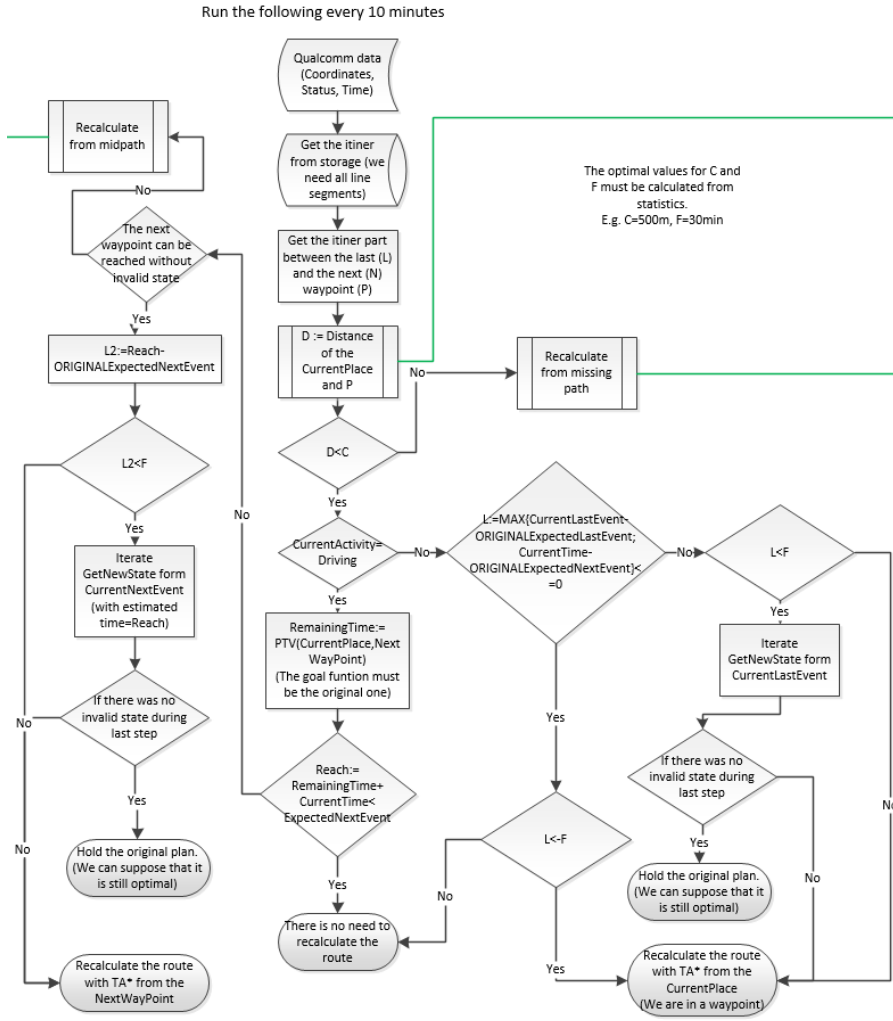 Run the following every 10 minutes
Qualcomm data
(Coordinates,
Status, Time)
Recalculate
from midpath
Get the itiner
from storage (we
need all line
segments)
The optimal values for C and
F must be calculated from
statistics.
E.g. C=500m, F=30min
No
The next
waypoint can be
reached without
invalid state
Get the itiner part
between the last (L)
and the next (N)
waypoint (P)
Yes
L2:=Reach-
ORIGINALExpectedNextEvent
D := Distance
of the
CurrentPlace
and P
No
Recalculate
from missing
path
L2<F
D<C
Yes
No
Yes
Iterate
GetNewState form
CurrentNextEvent
(with estimated
time=Reach)
CurrentActivity=
Driving
No
L:=MAX{CurrentLastEvent-
ORIGINALExpectedLastEvent;
CurrentTime-
ORIGINALExpectedNextEvent}<
=0
No
L<F
Yes
Yes
RemainingTime:=
PTV(CurrentPlace,Next
WayPoint)
(The goal funtion must
be the original one)
Iterate
GetNewState form
CurrentLastEvent
If there was no
invalid state during
last step
No
Yes
Reach:=
RemainingTime+
CurrentTime<
ExpectedNextEvent
If there was no
invalid state during
last step
Yes
No
L<-F
Yes
No
Hold the original plan.
(We can suppose that it
is still optimal)
Yes
No
Hold the original plan.
(We can suppose that it
is still optimal)
No
There is no need to
recalculate the
route
Recalculate the route
with TA* from the
NextWayPoint
Yes
Recalculate the route
with TA* from the
CurrentPlace
(We are in a waypoint)